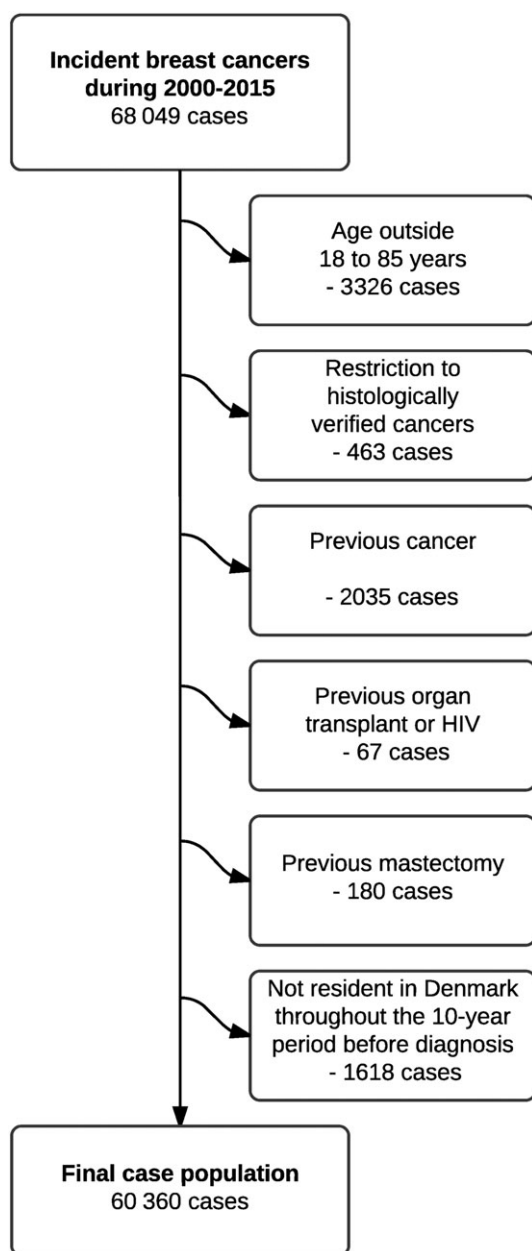 Incident breast cancers
during 2000-2015
68 049 cases
Age outside
18 to 85 years
- 3326 cases
Restriction to
histologically
verified cancers
- 463 cases
Previous cancer
- 2035 cases
Previous organ
transplant or HIV
- 67 cases
Previous mastectomy
- 180 cases
Not resident in Denmark
throughout the 10-year
period before diagnosis
- 1618 cases
Final case population
60 360 cases